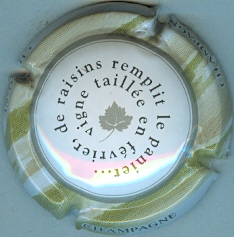 vigne taillée en février,
de raisins remplit le panier...
CHAMPAGNE